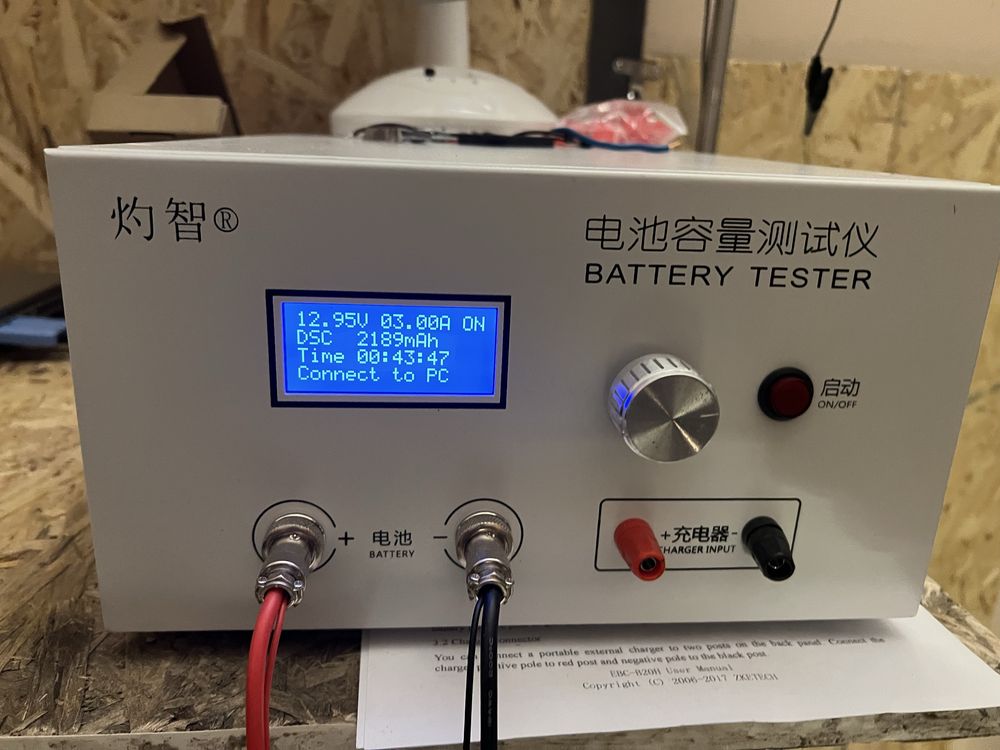 灼智®
电池容量测试仪
BATTERY TESTER
12.95V 03.00A ON
DSC 2189mAh
Time 00:43:47
Connect to PC
启动
ON/OFF
+ 电池 -
BATTERY
+充电器-
CHARGER INPUT
You can connect a portable external charger to two posts on the back panel. Connect the
charger positive pole to red post and negative pole to the black post
EBC-B20H User Manual
Copyright (C) 2006-2017 ZKETECH